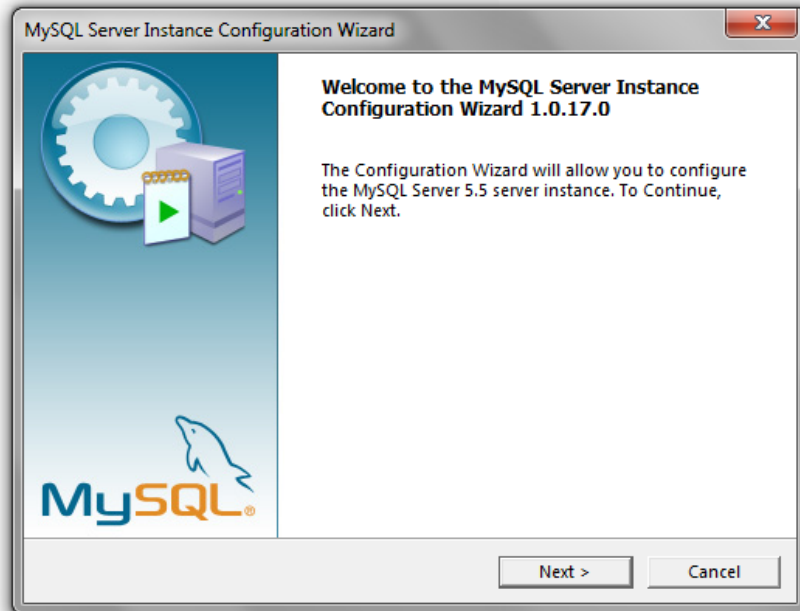 MySQL Server Instance Configuration Wizard
Welcome to the MySQL Server Instance
Configuration Wizard 1.0.17.0
The Configuration Wizard will allow you to configure
the MySQL Server 5.5 server instance. To Continue,
click Next.
MySQL®
Next >
Cancel